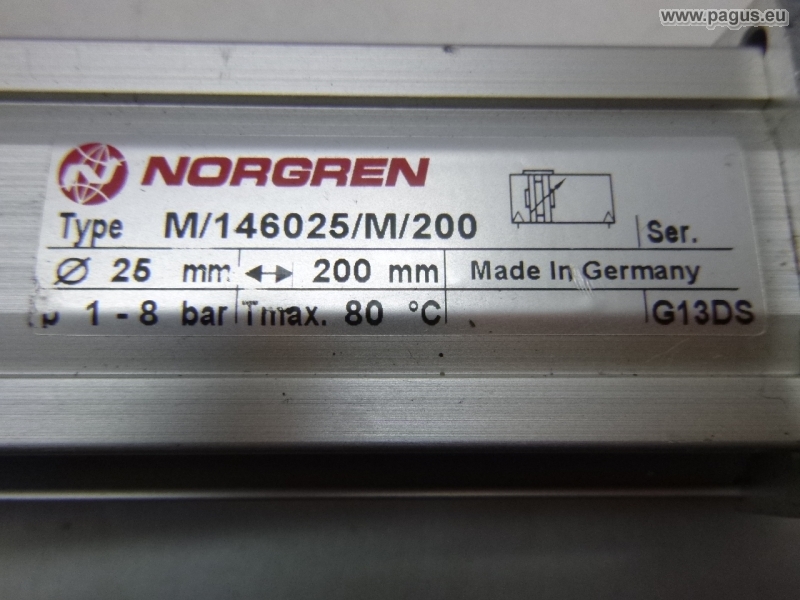 www.pagus.eu
NORGREN
Type M/146025/M/200 Ser.
Ø 25 mm ↔ 200 mm Made In Germany
p 1 - 8 bar Tmax. 80 °C G13DS